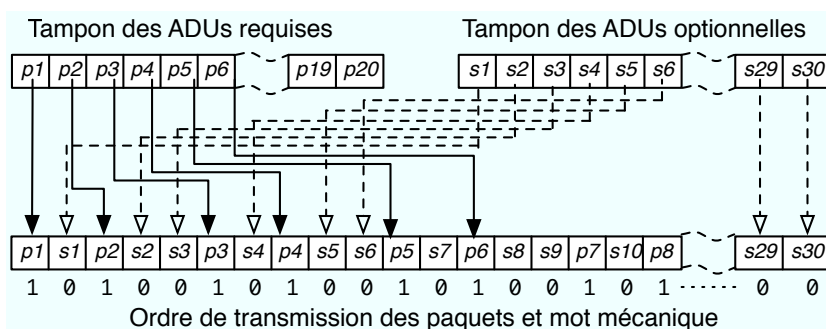 Tampon des ADUs requises
Tampon des ADUs optionnelles
p1 p2 p3 p4 p5 p6 p19 p20
s1 s2 s3 s4 s5 s6 s29 s30
p1 s1 p2 s2 s3 p3 s4 p4 s5 s6 p5 s7 p6 s8 s9 p7 s10 p8 s29 s30
1 0 1 0 0 1 0 1 0 0 1 0 1 0 0 1 0 1 ······ 0 0
Ordre de transmission des paquets et mot mécanique